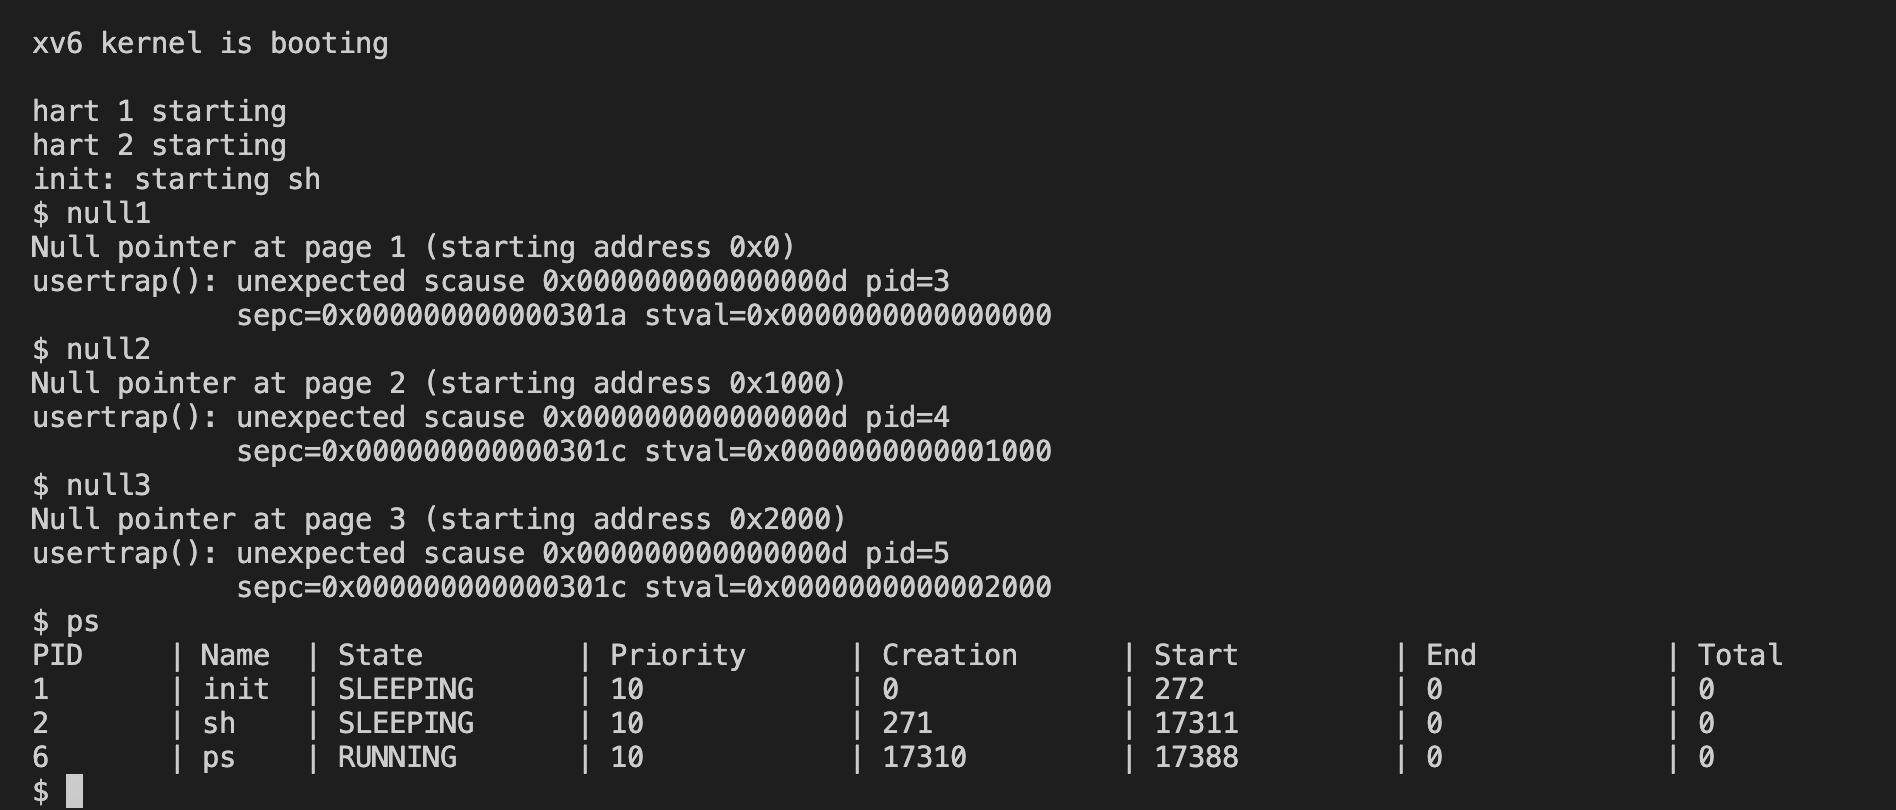 xv6 kernel is booting
hart 1 starting
hart 2 starting
init: starting sh
$ null1
Null pointer at page 1 (starting address 0x0)
usertrap(): unexpected scause 0x000000000000000d pid=3
            sepc=0x000000000000301a stval=0x0000000000000000
$ null2
Null pointer at page 2 (starting address 0x1000)
usertrap(): unexpected scause 0x000000000000000d pid=4
            sepc=0x000000000000301c stval=0x0000000000001000
$ null3
Null pointer at page 3 (starting address 0x2000)
usertrap(): unexpected scause 0x000000000000000d pid=5
            sepc=0x000000000000301c stval=0x0000000000002000
$ ps
PID     | Name  | State         | Priority      | Creation      | Start         | End           | Total
1       | init  | SLEEPING      | 10            | 0             | 272           | 0             | 0
2       | sh    | SLEEPING      | 10            | 271           | 17311         | 0             | 0
6       | ps    | RUNNING       | 10            | 17310         | 17388         | 0             | 0
$